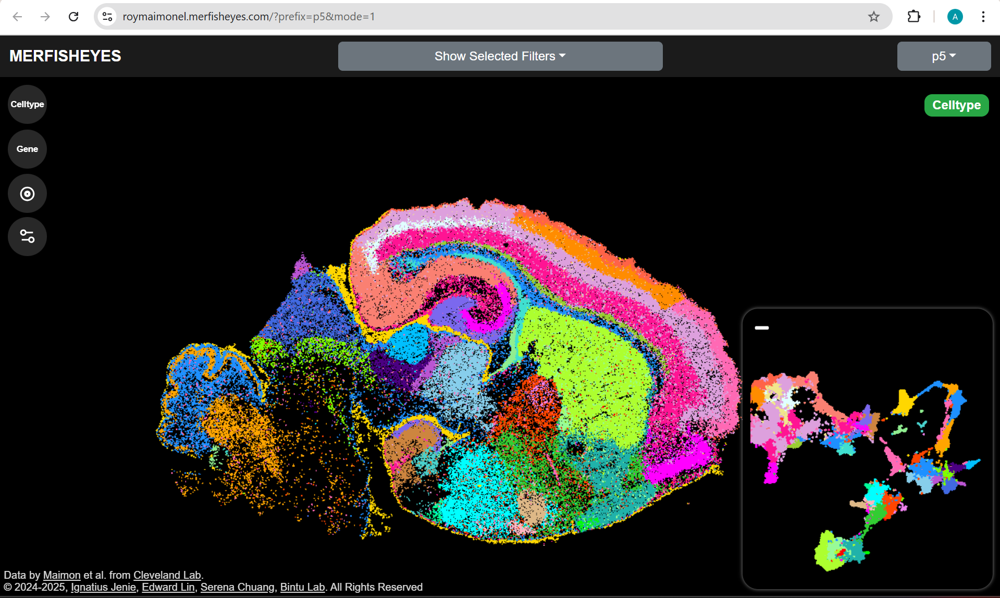 roymaimonel.merfisheyes.com/?prefix=p5&mode=1
A
MERFISHEYES
Show Selected Filters
p5
Celltype
Celltype
Gene
Data by Maimon et al. from Cleveland Lab.
© 2024-2025, Ignatius Jenie, Edward Lin, Serena Chuang, Bintu Lab. All Rights Reserved